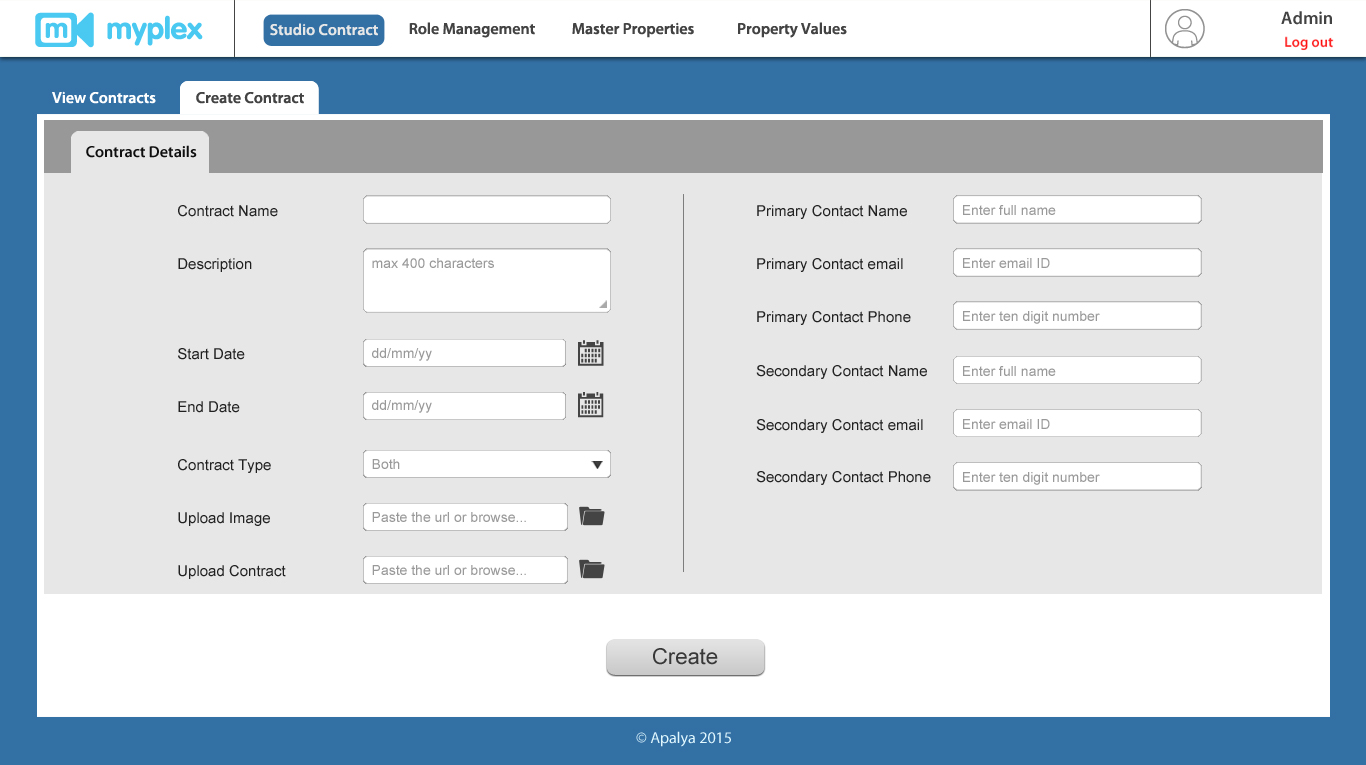 m myplex
Studio Contract Role Management Master Properties Property Values
Admin
Log out
View Contracts Create Contract
Contract Details
Contract Name
Description max 400 characters
Start Date dd/mm/yy
End Date dd/mm/yy
Contract Type Both
Upload Image Paste the url or browse...
Upload Contract Paste the url or browse...
Primary Contact Name Enter full name
Primary Contact email Enter email ID
Primary Contact Phone Enter ten digit number
Secondary Contact Name Enter full name
Secondary Contact email Enter email ID
Secondary Contact Phone Enter ten digit number
Create
© Apalya 2015